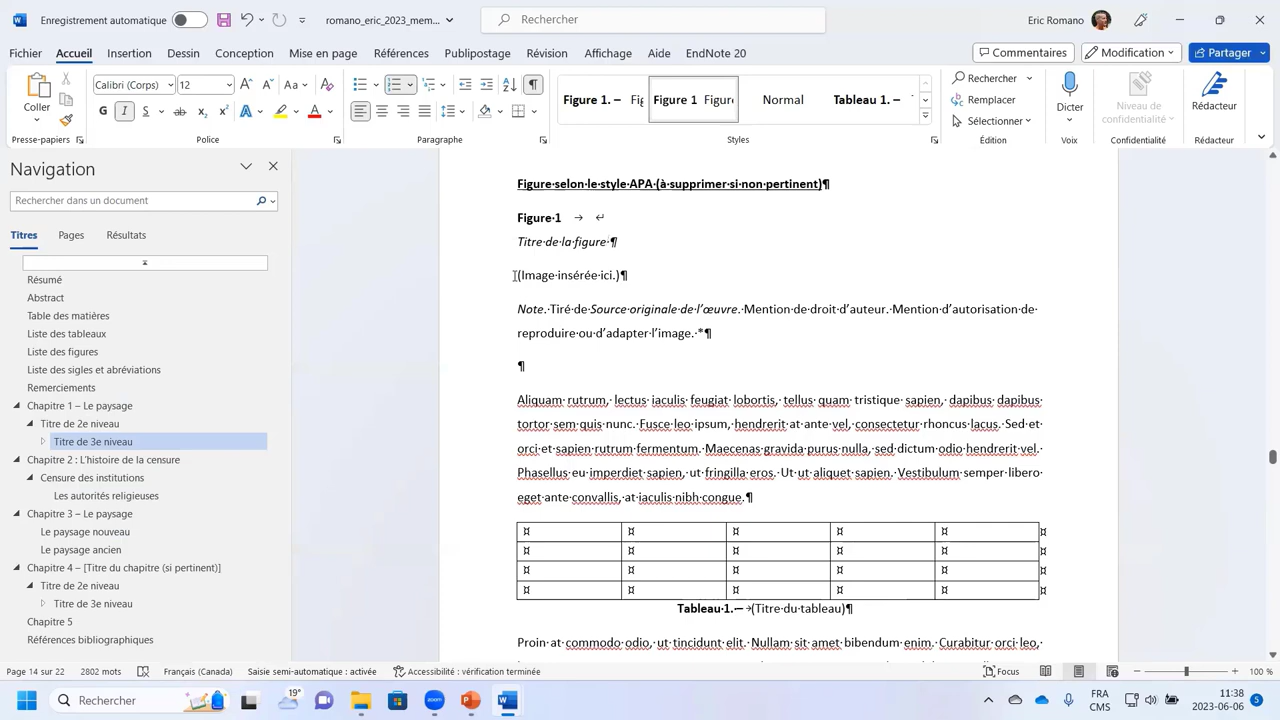 Enregistrement automatique
romano_eric_2023_mem...
Rechercher
Eric Romano
Fichier Accueil Insertion Dessin Conception Mise en page Références Publipostage Révision Affichage Aide EndNote 20
Commentaires Modification Partager
Coller
Presse-papiers
Calibri (Corps) 12
G I S ab x₂ x²
Police
Paragraphe
Figure 1. – Fig
Figure 1 Figure
Normal
Tableau 1. –
Styles
Rechercher
Remplacer
Sélectionner
Édition
Dicter
Voix
Niveau de confidentialité
Confidentialité
Rédacteur
Rédacteur
Navigation
Rechercher dans un document
Titres Pages Résultats
Résumé
Abstract
Table des matières
Liste des tableaux
Liste des figures
Liste des sigles et abréviations
Remerciements
Chapitre 1 – Le paysage
Titre de 2e niveau
Titre de 3e niveau
Chapitre 2 : L'histoire de la censure
Censure des institutions
Les autorités religieuses
Chapitre 3 – Le paysage
Le paysage nouveau
Le paysage ancien
Chapitre 4 – [Titre du chapitre (si pertinent)]
Titre de 2e niveau
Titre de 3e niveau
Chapitre 5
Références bibliographiques
Figure·selon·le·style·APA·(à·supprimer·si·non·pertinent)¶
Figure·1 → ↵
Titre·de·la·figure·¶
(Image·insérée·ici.)¶
Note.·Tiré·de·Source·originale·de·l'œuvre.·Mention·de·droit·d'auteur.·Mention·d'autorisation·de·
reproduire·ou·d'adapter·l'image.·*¶
¶
Aliquam·rutrum,·lectus·iaculis·feugiat·lobortis,·tellus·quam·tristique·sapien,·dapibus·dapibus·
tortor·sem·quis·nunc.·Fusce·leo·ipsum,·hendrerit·at·ante·vel,·consectetur·rhoncus·lacus.·Sed·et·
orci·et·sapien·rutrum·fermentum.·Maecenas·gravida·purus·nulla,·sed·dictum·odio·hendrerit·vel.·
Phasellus·eu·imperdiet·sapien,·ut·fringilla·eros.·Ut·ut·aliquet·sapien.·Vestibulum·semper·libero·
eget·ante·convallis,·at·iaculis·nibh·congue.¶
¤ ¤ ¤ ¤ ¤ ¤
¤ ¤ ¤ ¤ ¤ ¤
¤ ¤ ¤ ¤ ¤ ¤
¤ ¤ ¤ ¤ ¤ ¤
Tableau·1.– →(Titre·du·tableau)¶
Proin·at·commodo·odio,·ut·tincidunt·elit.·Nullam·sit·amet·bibendum·enim.·Curabitur·orci·leo,·
Page 14 sur 22 2802 mots Français (Canada) Saisie semi-automatique : activée Accessibilité : vérification terminée Focus 100 %
Rechercher
19°
zoom
FRA
CMS
11:38
2023-06-06
5